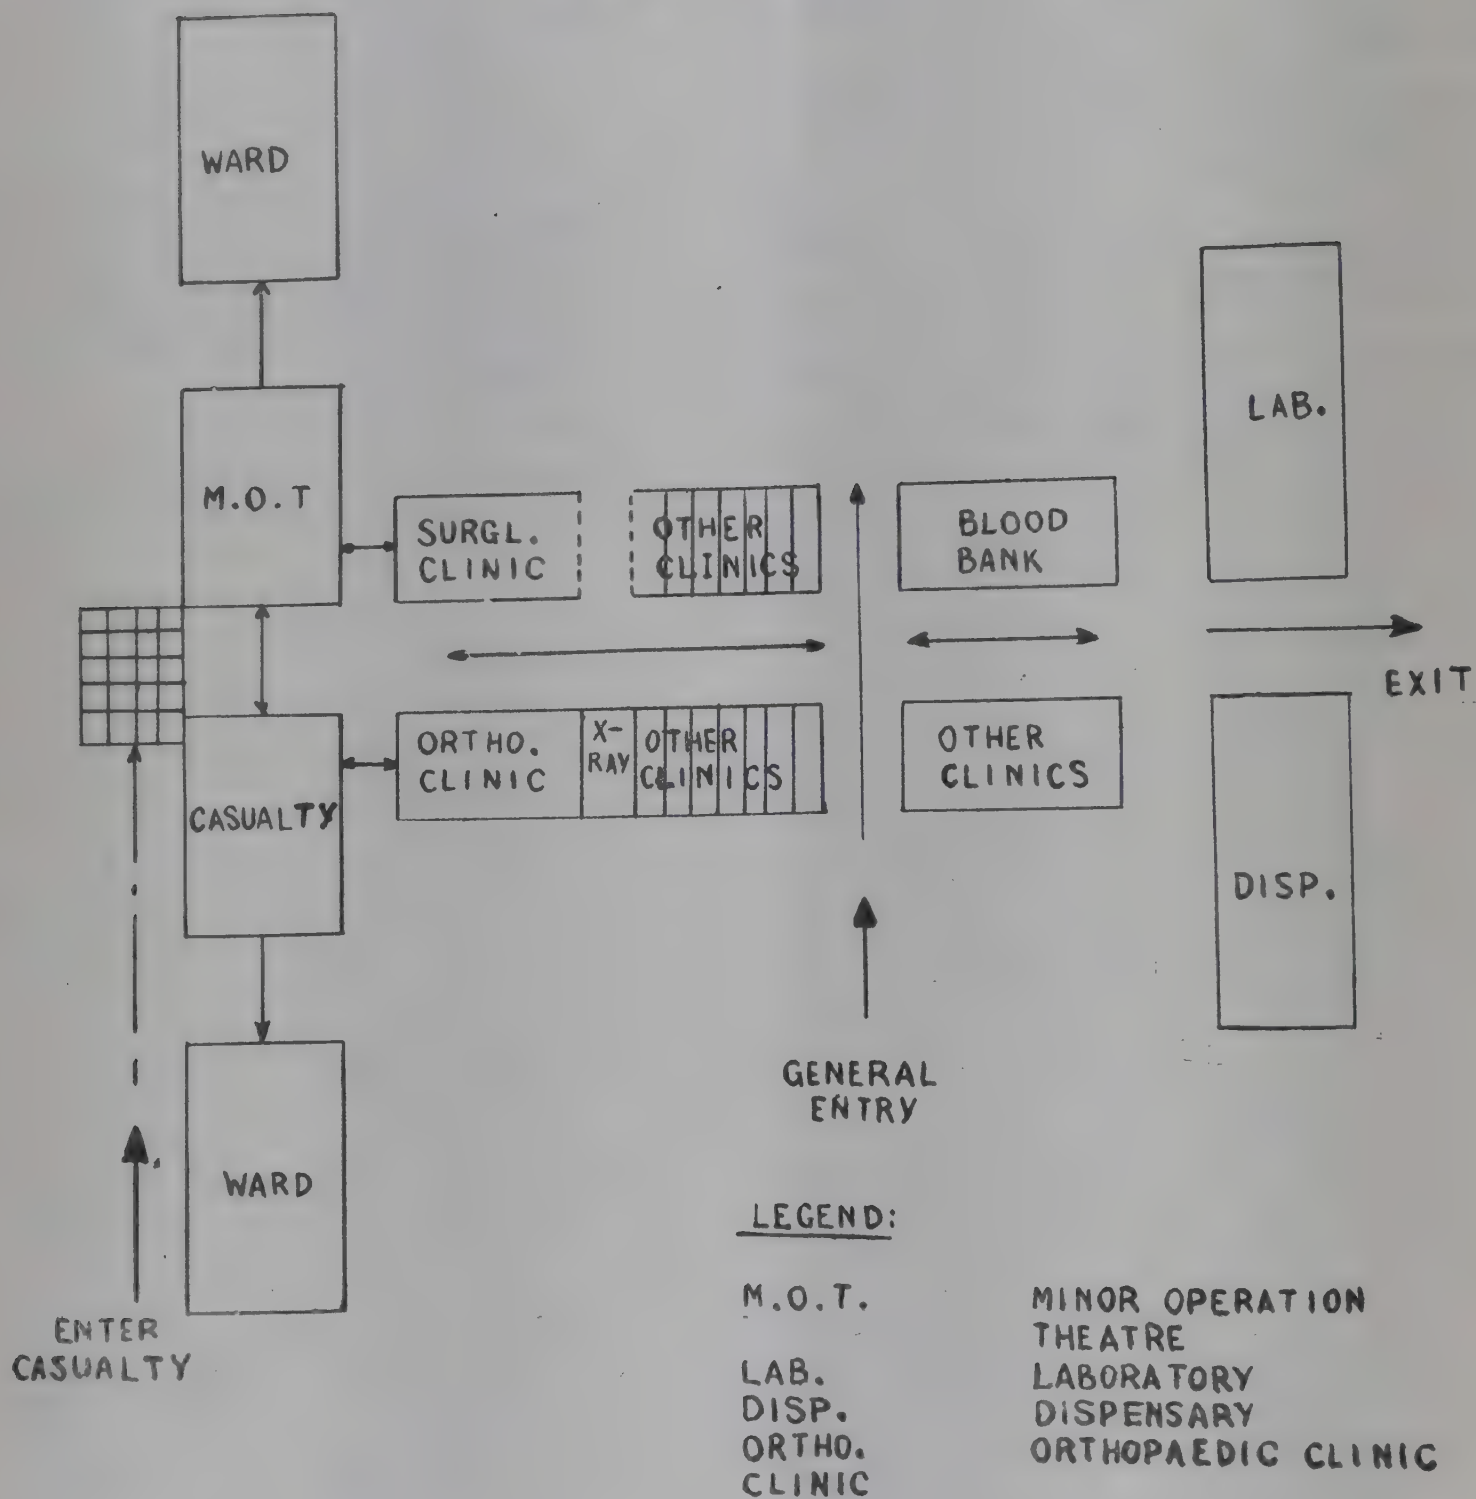 WARD
M.O.T
SURGL.
CLINIC
OTHER
CLINICS
BLOOD
BANK
LAB.
EXIT
CASUALTY
ORTHO.
CLINIC
X-
RAY
OTHER
CLINICS
OTHER
CLINICS
DISP.
GENERAL
ENTRY
WARD
ENTER
CASUALTY
LEGEND:
M.O.T. MINOR OPERATION
THEATRE
LAB. LABORATORY
DISP. DISPENSARY
ORTHO. ORTHOPAEDIC CLINIC
CLINIC